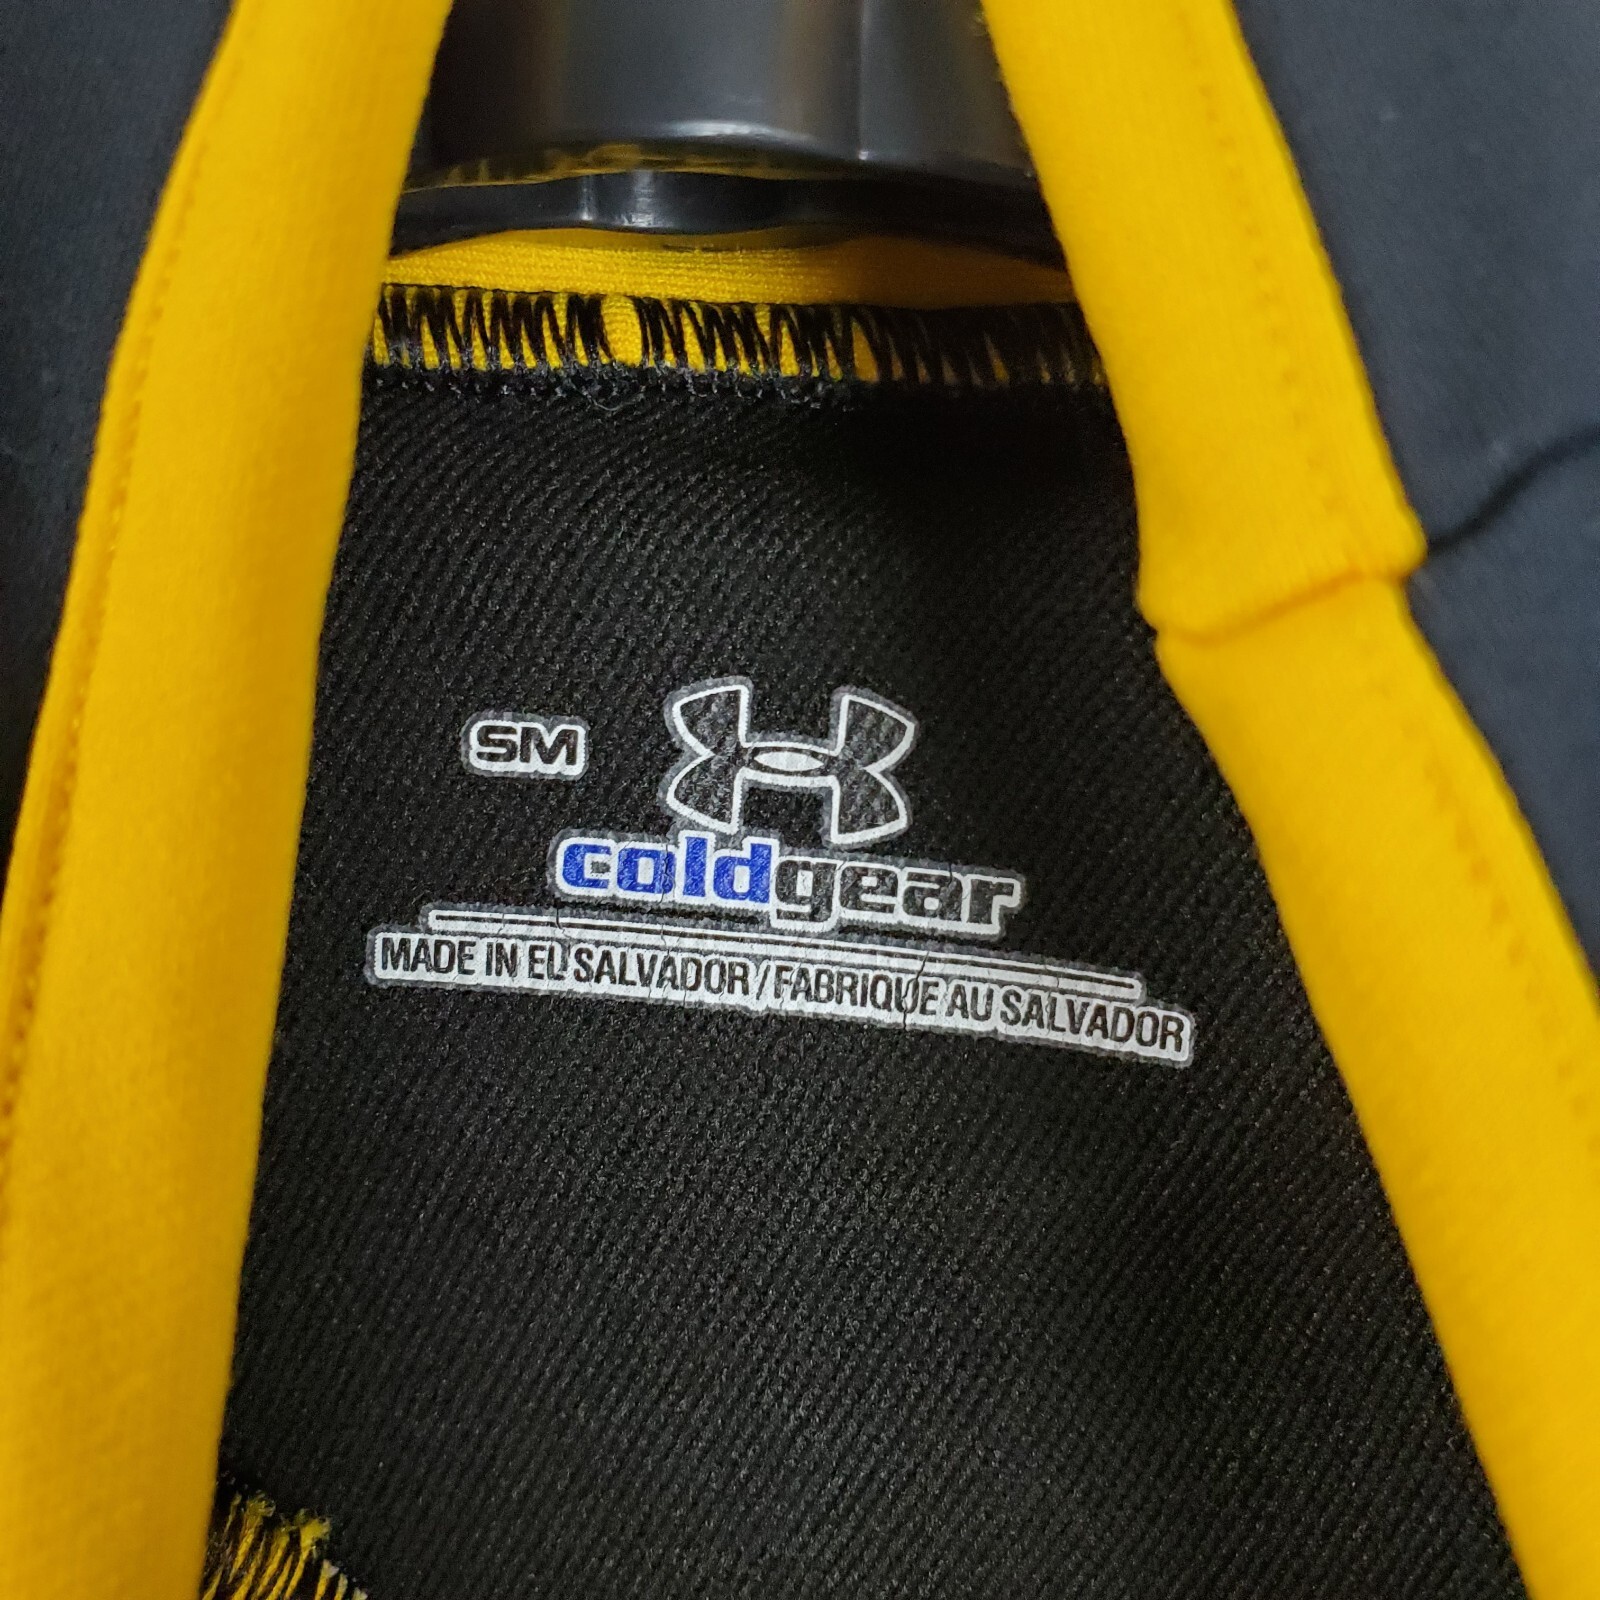 SM
coldgear
MADE IN EL SALVADOR / FABRIQUE AU SALVADOR